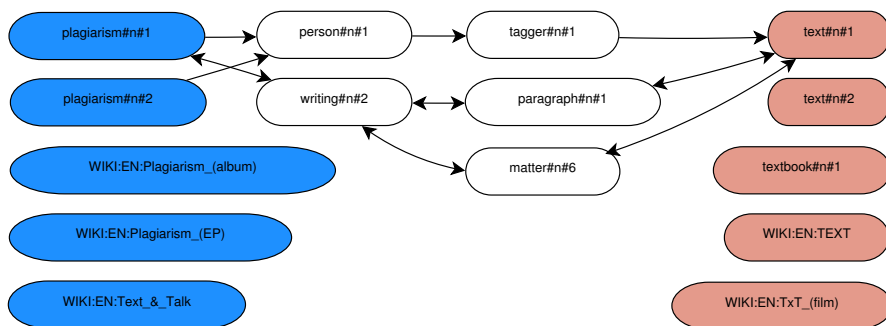 plagiarism#n#1
person#n#1
tagger#n#1
text#n#1
plagiarism#n#2
writing#n#2
paragraph#n#1
text#n#2
WIKI:EN:Plagiarism_(album)
matter#n#6
textbook#n#1
WIKI:EN:Plagiarism_(EP)
WIKI:EN:TEXT
WIKI:EN:Text_&_Talk
WIKI:EN:TxT_(film)